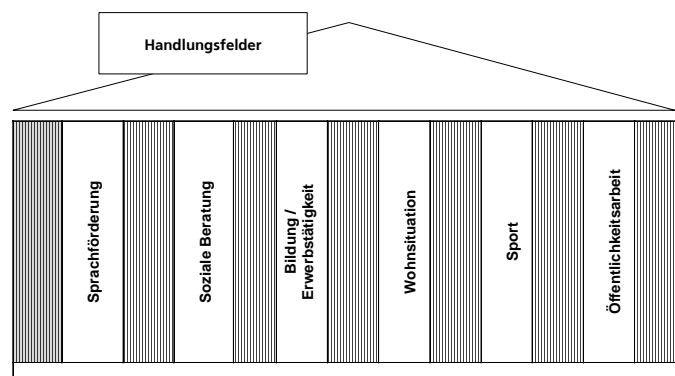 Handlungsfelder
Sprachförderung
Soziale Beratung
Bildung /
Erwerbstätigkeit
Wohnsituation
Sport
Öffentlichkeitsarbeit